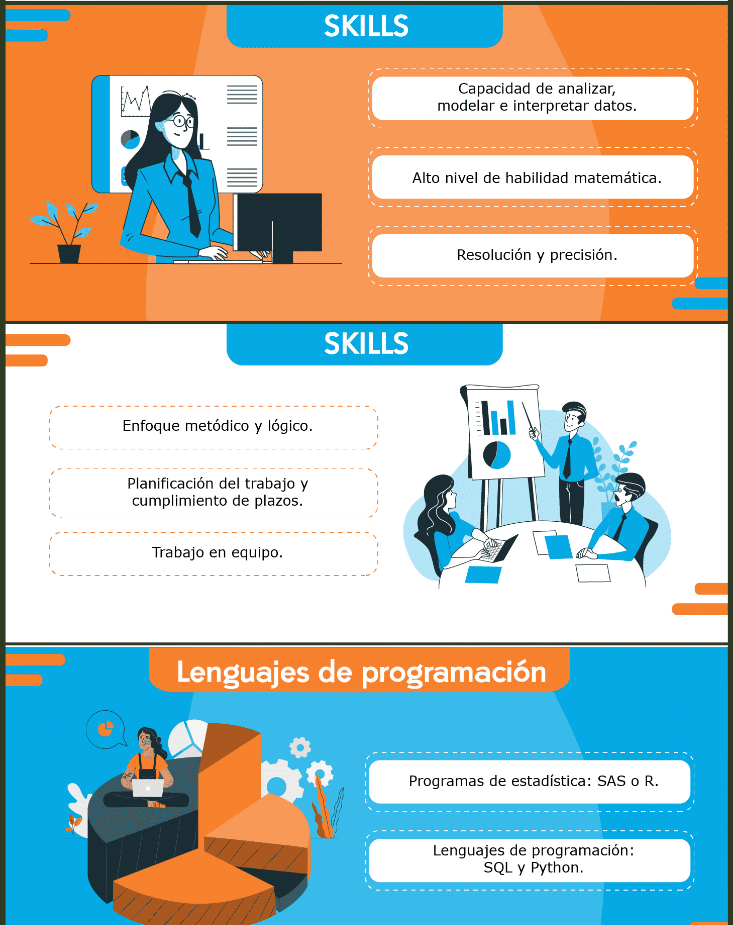 SKILLS
Capacidad de analizar,
modelar e interpretar datos.
Alto nivel de habilidad matemática.
Resolución y precisión.
SKILLS
Enfoque metódico y lógico.
Planificación del trabajo y
cumplimiento de plazos.
Trabajo en equipo.
Lenguajes de programación
Programas de estadística: SAS o R.
Lenguajes de programación:
SQL y Python.